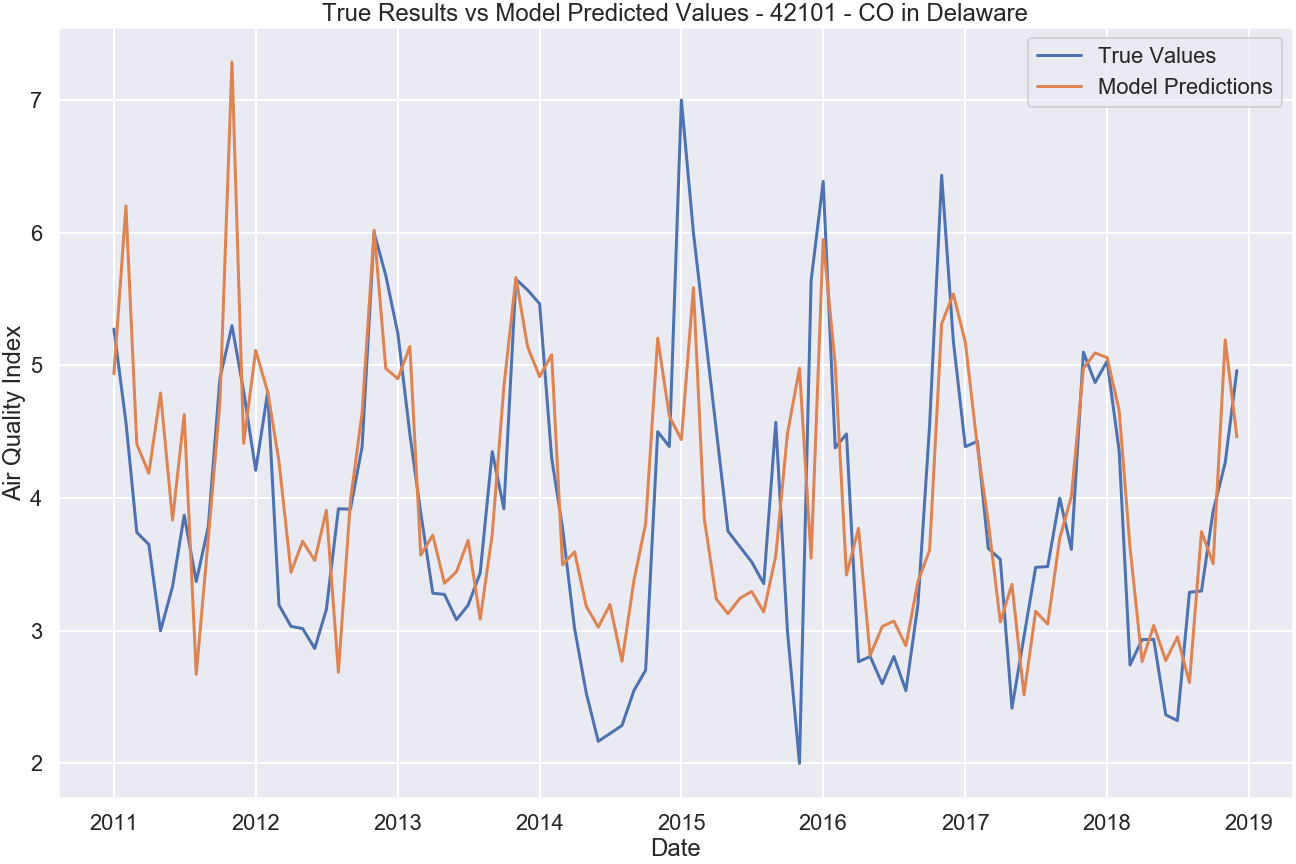 True Results vs Model Predicted Values - 42101 - CO in Delaware
True Values
Model Predictions
Air Quality Index
7
6
5
4
3
2
2011 2012 2013 2014 2015 2016 2017 2018 2019
Date